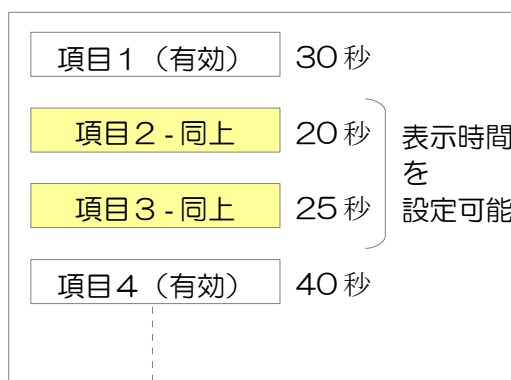 項目1（有効） 30秒
項目2 - 同上 20秒
項目3 - 同上 25秒
表示時間
を
設定可能
項目4（有効） 40秒